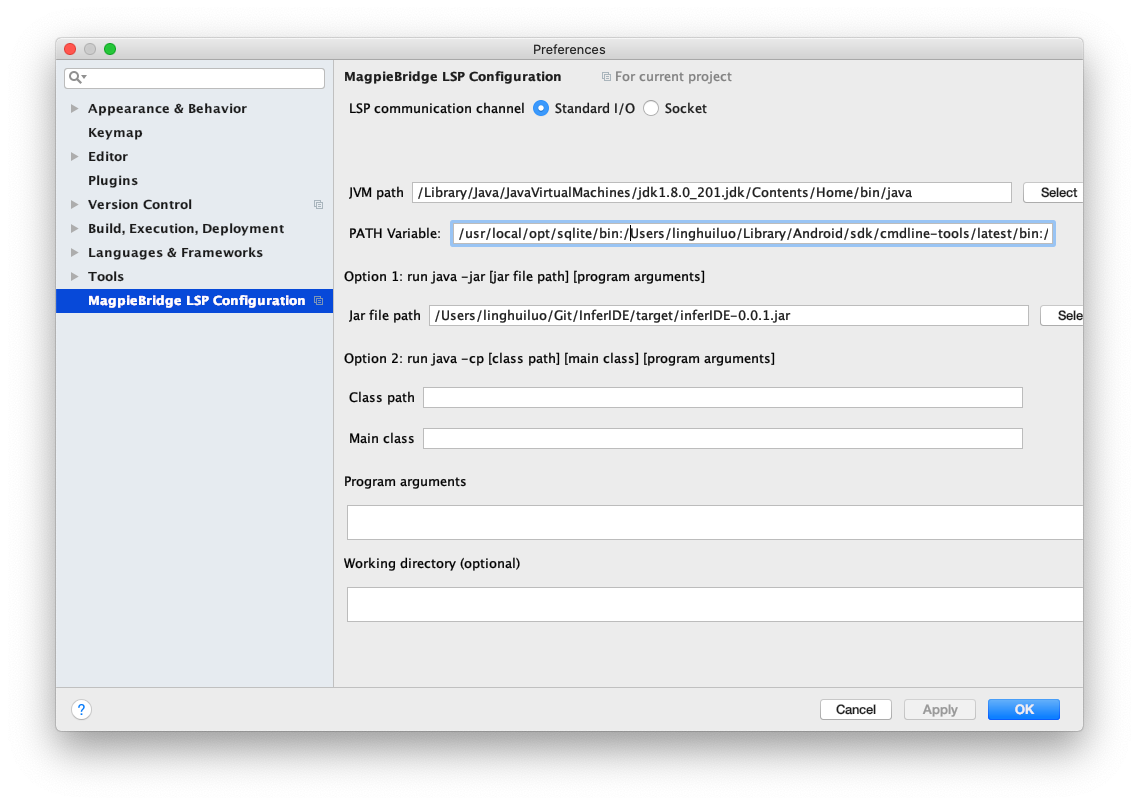 Preferences
Appearance & Behavior
Keymap
Editor
Plugins
Version Control
Build, Execution, Deployment
Languages & Frameworks
Tools
MagpieBridge LSP Configuration
MagpieBridge LSP Configuration For current project
LSP communication channel Standard I/O Socket
JVM path /Library/Java/JavaVirtualMachines/jdk1.8.0_201.jdk/Contents/Home/bin/java Select
PATH Variable: /usr/local/opt/sqlite/bin:/Users/linghuiluo/Library/Android/sdk/cmdline-tools/latest/bin:/
Option 1: run java -jar [jar file path] [program arguments]
Jar file path /Users/linghuiluo/Git/InferIDE/target/inferIDE-0.0.1.jar Sele
Option 2: run java -cp [class path] [main class] [program arguments]
Class path
Main class
Program arguments
Working directory (optional)
? Cancel Apply OK